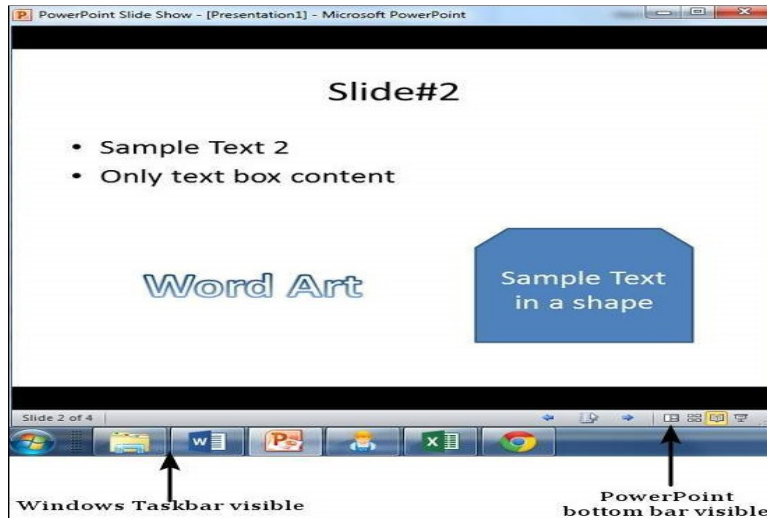 PowerPoint Slide Show - [Presentation1] - Microsoft PowerPoint
Slide#2
• Sample Text 2
• Only text box content
Word Art
Sample Text
in a shape
Slide 2 of 4
Windows Taskbar visible
PowerPoint
bottom bar visible